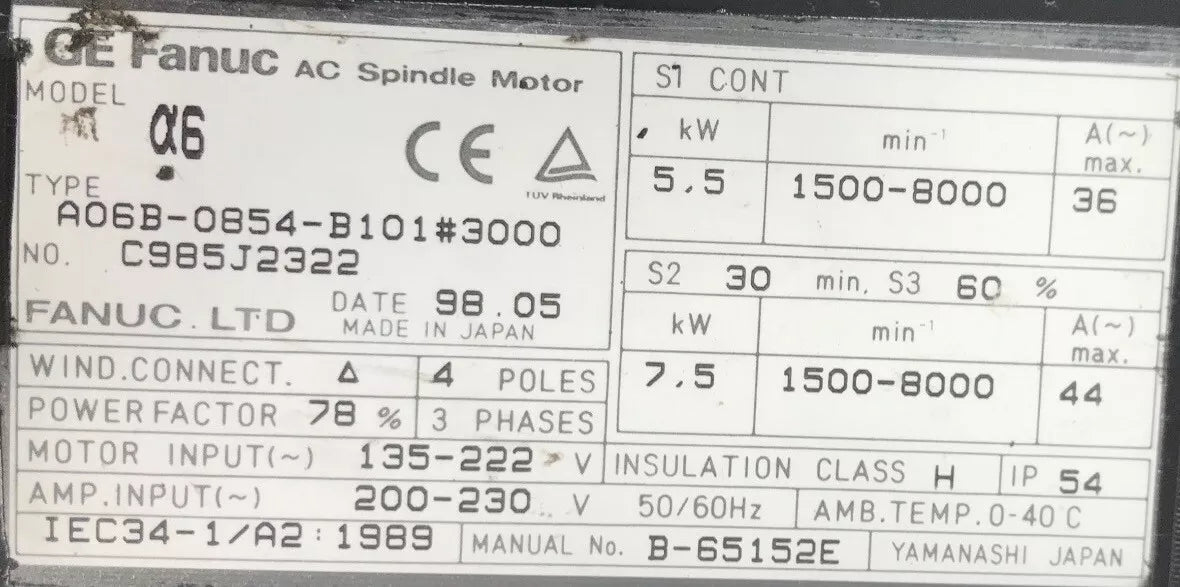 GE Fanuc AC Spindle Motor
MODEL
α6
CE
TUV Rheinland
TYPE
A06B-0854-B101#3000
NO. C985J2322
DATE 98.05
FANUC. LTD
MADE IN JAPAN
S1 CONT
kW min⁻¹ A(~) max.
5.5 1500-8000 36
S2 30 min. S3 60 %
kW min⁻¹ A(~) max.
7.5 1500-8000 44
WIND.CONNECT. Δ 4 POLES
POWER FACTOR 78 % 3 PHASES
MOTOR INPUT(~) 135-222 V INSULATION CLASS H IP 54
AMP.INPUT(~) 200-230 V 50/60Hz AMB.TEMP.0-40 C
IEC34-1/A2:1989 MANUAL No. B-65152E YAMANASHI JAPAN